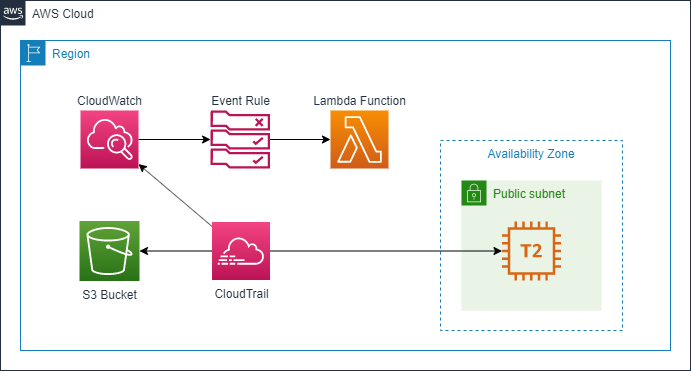 aws
AWS Cloud
Region
CloudWatch
Event Rule
Lambda Function
Availability Zone
Public subnet
T2
S3 Bucket
CloudTrail